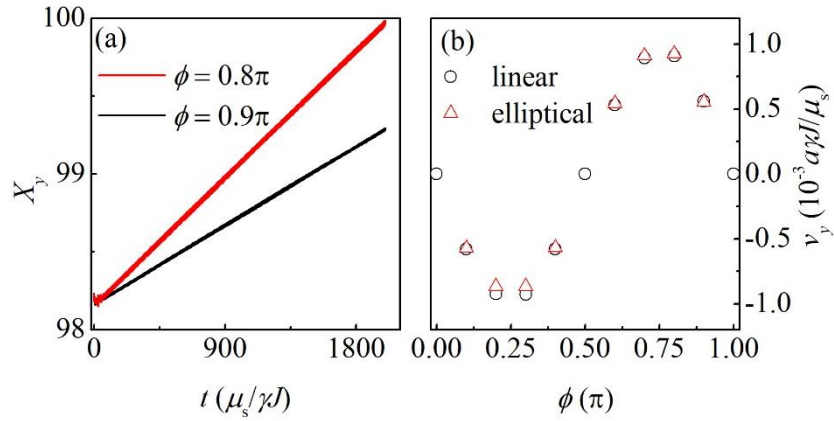 (a)
ϕ = 0.8π
ϕ = 0.9π
100
99
98
X_y
0 900 1800
t (μ_s/γJ)
(b)
linear
elliptical
1.0
0.5
0.0
-0.5
-1.0
v_y (10⁻³ aγJ/μ_s)
0.00 0.25 0.50 0.75 1.00
ϕ (π)